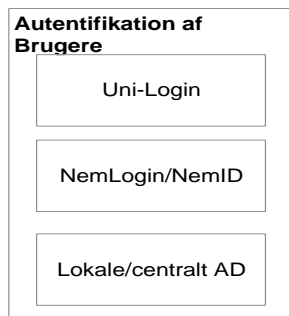 Autentifikation af
Brugere
Uni-Login
NemLogin/NemID
Lokale/centralt AD